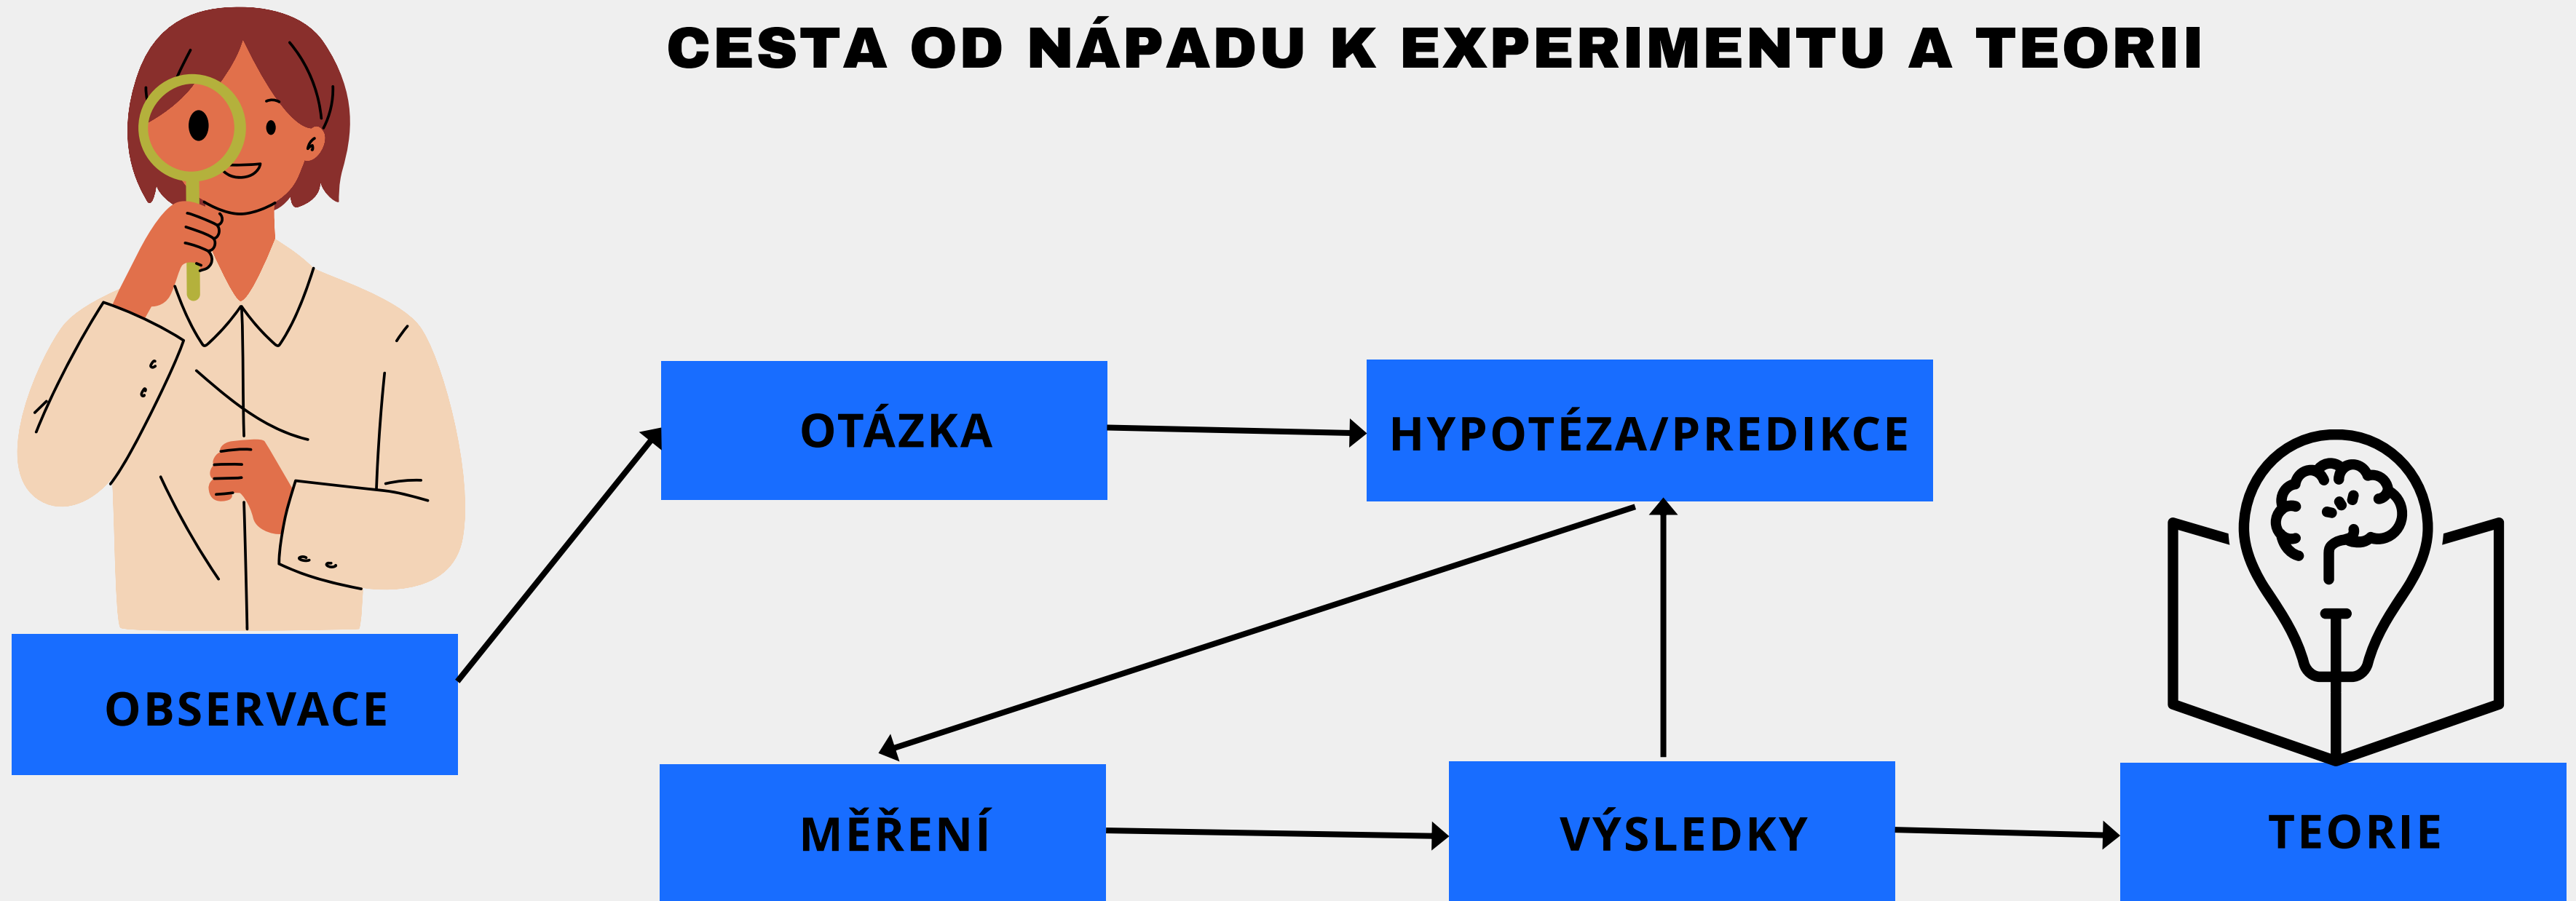 CESTA OD NÁPADU K EXPERIMENTU A TEORII
OTÁZKA
HYPOTÉZA/PREDIKCE
OBSERVACE
MĚŘENÍ
VÝSLEDKY
TEORIE